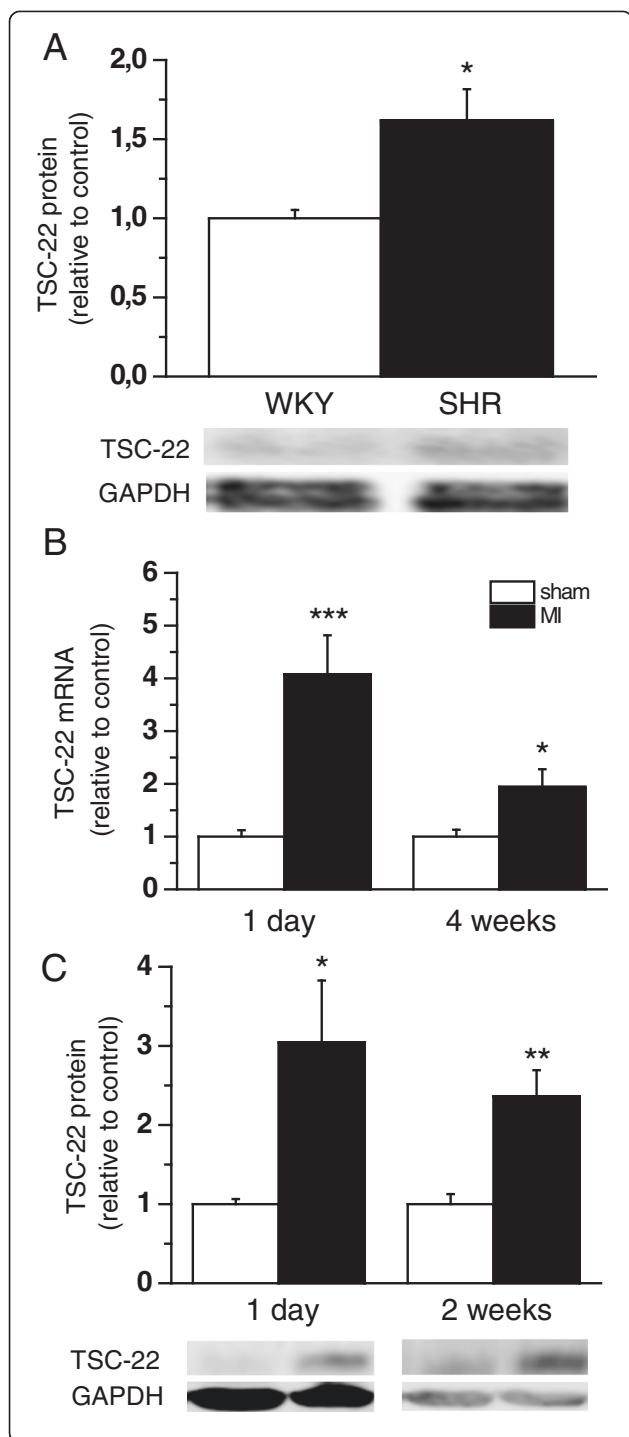 A
2,0
1,5
1,0
0,5
0,0
TSC-22 protein
(relative to control)
*
WKY SHR
TSC-22
GAPDH
B
6
5
4
3
2
1
0
TSC-22 mRNA
(relative to control)
sham
MI
***
*
1 day 4 weeks
C
4
3
2
1
0
TSC-22 protein
(relative to control)
*
**
1 day 2 weeks
TSC-22
GAPDH